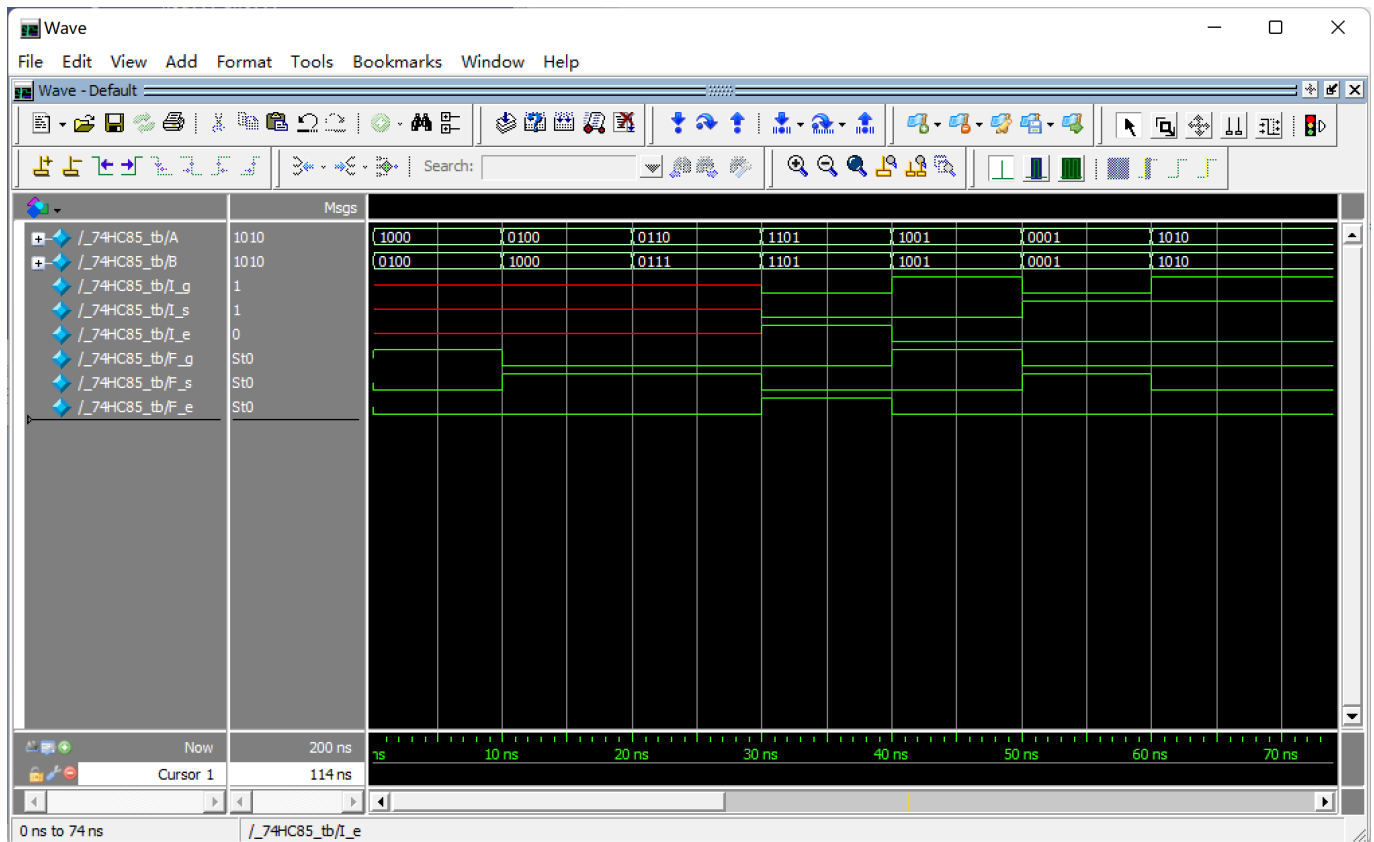 Wave
File Edit View Add Format Tools Bookmarks Window Help
Wave - Default
Search:
Msgs
/_74HC85_tb/A 1010 1000 0100 0110 1101 1001 0001 1010
/_74HC85_tb/B 1010 0100 1000 0111 1101 1001 0001 1010
/_74HC85_tb/I_g 1
/_74HC85_tb/I_s 1
/_74HC85_tb/I_e 0
/_74HC85_tb/F_g St0
/_74HC85_tb/F_s St0
/_74HC85_tb/F_e St0
Now 200 ns ns 10 ns 20 ns 30 ns 40 ns 50 ns 60 ns 70 ns
Cursor 1 114 ns
0 ns to 74 ns /_74HC85_tb/I_e